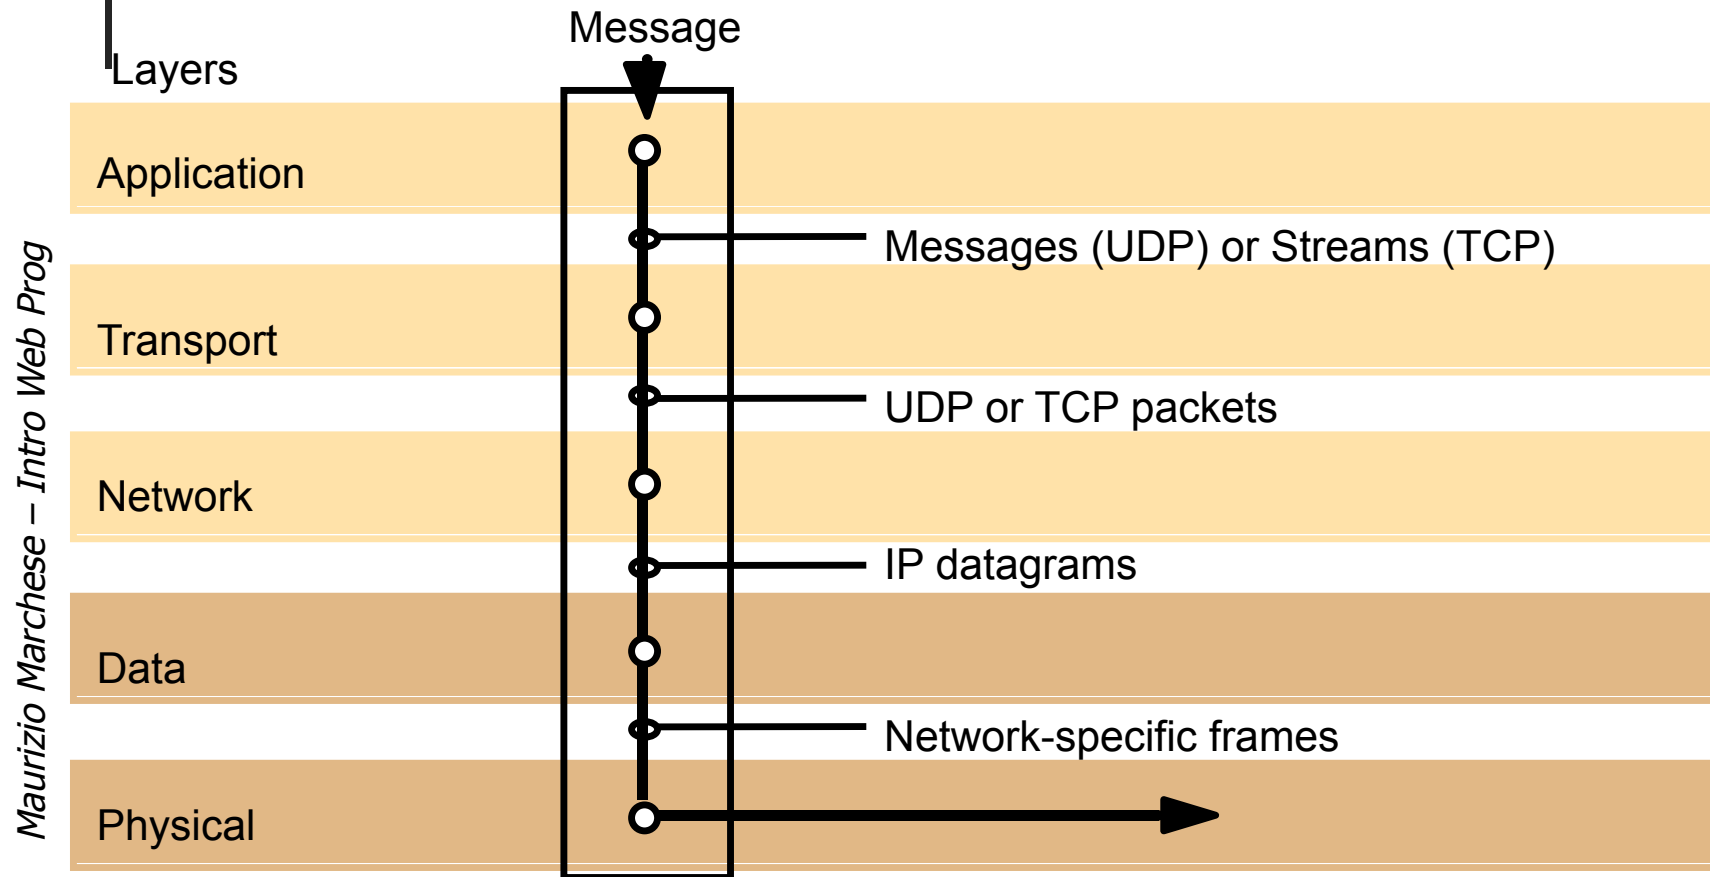 Message
Layers
Application
Messages (UDP) or Streams (TCP)
Transport
UDP or TCP packets
Network
IP datagrams
Data
Network-specific frames
Physical
Maurizio Marchese – Intro Web Prog